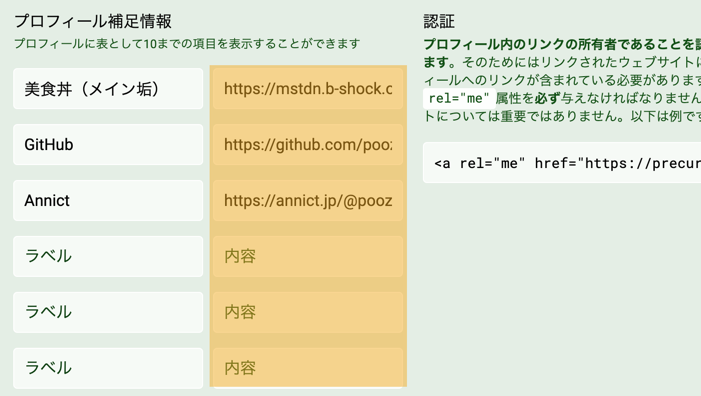 プロフィール補足情報
プロフィールに表として10までの項目を表示することができます
美食丼（メイン垢）
https://mstdn.b-shock.c
GitHub
https://github.com/pooz
Annict
https://annict.jp/@pooz
ラベル
内容
ラベル
内容
ラベル
内容
認証
プロフィール内のリンクの所有者であることを
ます。そのためにはリンクされたウェブサイトに
ィールへのリンクが含まれている必要があります
rel="me"属性を必ず与えなければなりません
トについては重要ではありません。以下は例です
<a rel="me" href="https://precur